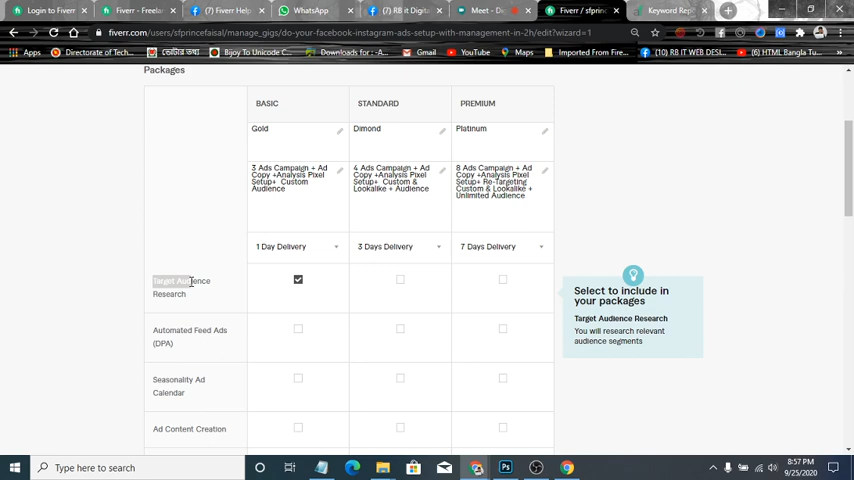 Login to Fiverr
Fiverr - Freelan
(7) Fiverr Help
WhatsApp
(7) RB it Digita
Meet -
Fiverr / sfprince
Keyword Rep
fiverr.com/users/sfprincefaisal/manage_gigs/do-your-facebook-instagram-ads-setup-with-management-in-2h/edit?wizard=1
Apps
Directorate of Tech...
ভোটার তথ্য
Bijoy To Unicode C...
Downloads for : -A...
Gmail
YouTube
Maps
Imported From Fire...
(10) RB IT WEB DESI...
(6) HTML Bangla Tu...
Packages
BASIC
STANDARD
PREMIUM
Gold
Dimond
Platinum
3 Ads Campaign + Ad
Copy +Analysis Pixel
Setup+ Custom
Audience
4 Ads Campaign + Ad
Copy +Analysis Pixel
Setup+ Custom &
Lookalike + Audience
8 Ads Campaign + Ad
Copy +Analysis Pixel
Setup+ Re-Targeting
Custom & Lookalike +
Unlimited Audience
1 Day Delivery
3 Days Delivery
7 Days Delivery
Target Audience
Research
Automated Feed Ads
(DPA)
Seasonality Ad
Calendar
Ad Content Creation
Select to include in
your packages
Target Audience Research
You will research relevant
audience segments
Type here to search
8:57 PM
9/25/2020